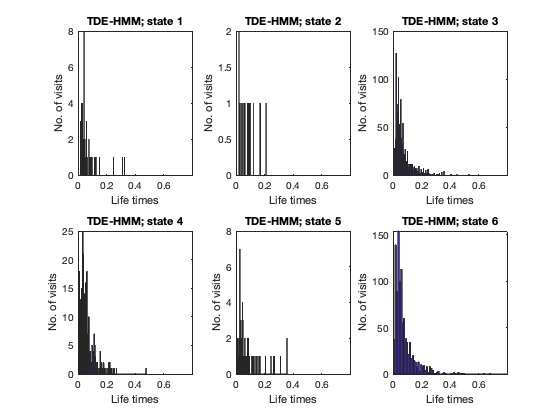 TDE-HMM; state 1
No. of visits
8
6
4
2
0
0 0.2 0.4 0.6
Life times
TDE-HMM; state 2
No. of visits
2
1.5
1
0.5
0
0 0.2 0.4 0.6
Life times
TDE-HMM; state 3
No. of visits
150
100
50
0
0 0.2 0.4 0.6
Life times
TDE-HMM; state 4
No. of visits
25
20
15
10
5
0
0 0.2 0.4 0.6
Life times
TDE-HMM; state 5
No. of visits
8
6
4
2
0
0 0.2 0.4 0.6
Life times
TDE-HMM; state 6
No. of visits
150
100
50
0
0 0.2 0.4 0.6
Life times